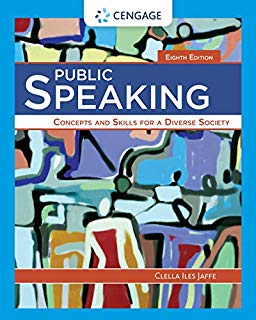 CENGAGE
EIGHTH EDITION
PUBLIC
SPEAKING
CONCEPTS AND SKILLS FOR A DIVERSE SOCIETY
CLELLA ILES JAFFE